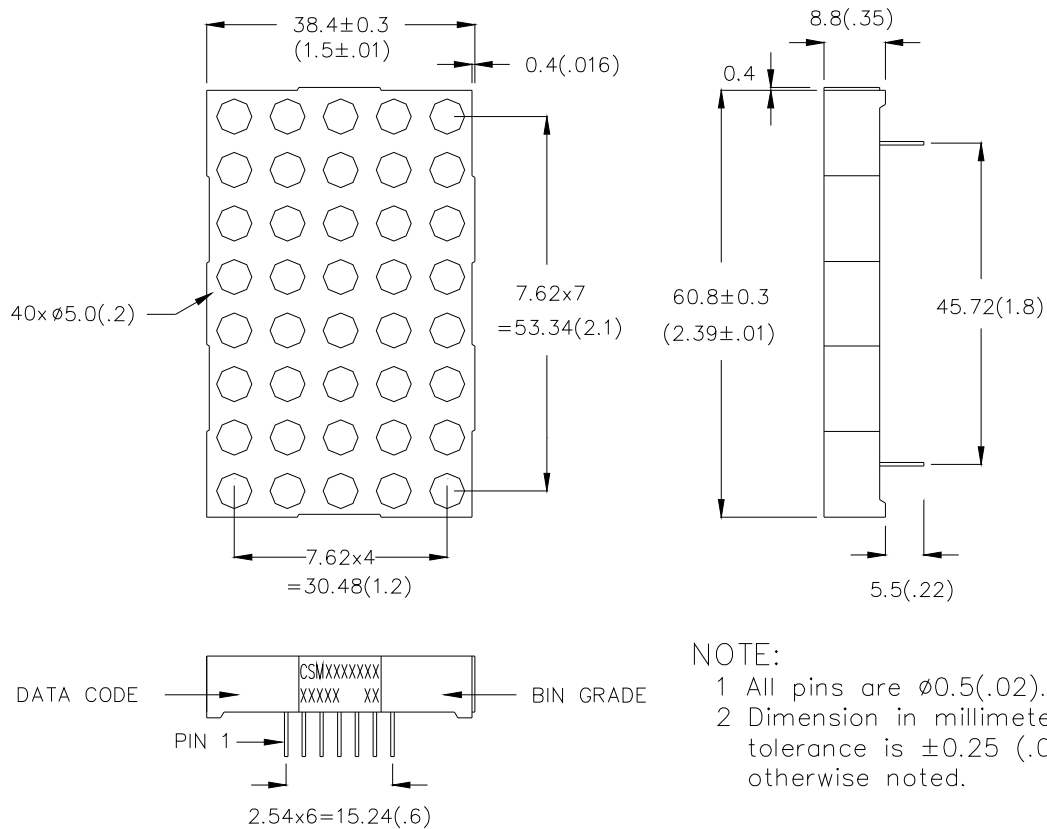 38.4±0.3
(1.5±.01)
0.4(.016)
8.8(.35)
0.4
40xø5.0(.2)
7.62x7
=53.34(2.1)
60.8±0.3
(2.39±.01)
45.72(1.8)
7.62x4
=30.48(1.2)
5.5(.22)
CSMXXXXXXX
XXXXX XX
DATA CODE
BIN GRADE
PIN 1
2.54x6=15.24(.6)
NOTE:
1 All pins are ø0.5(.02).
2 Dimension in millimete
tolerance is ±0.25 (.0
otherwise noted.